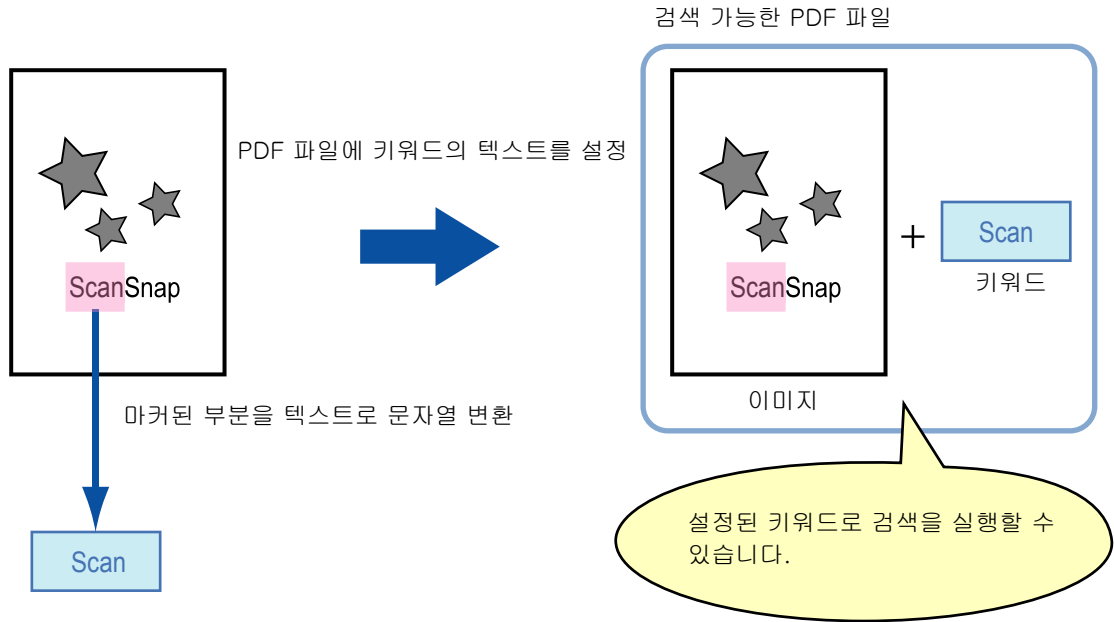 검색 가능한 PDF 파일
PDF 파일에 키워드의 텍스트를 설정
ScanSnap
마커된 부분을 텍스트로 문자열 변환
Scan
ScanSnap
이미지
+
Scan
키워드
설정된 키워드로 검색을 실행할 수
있습니다.